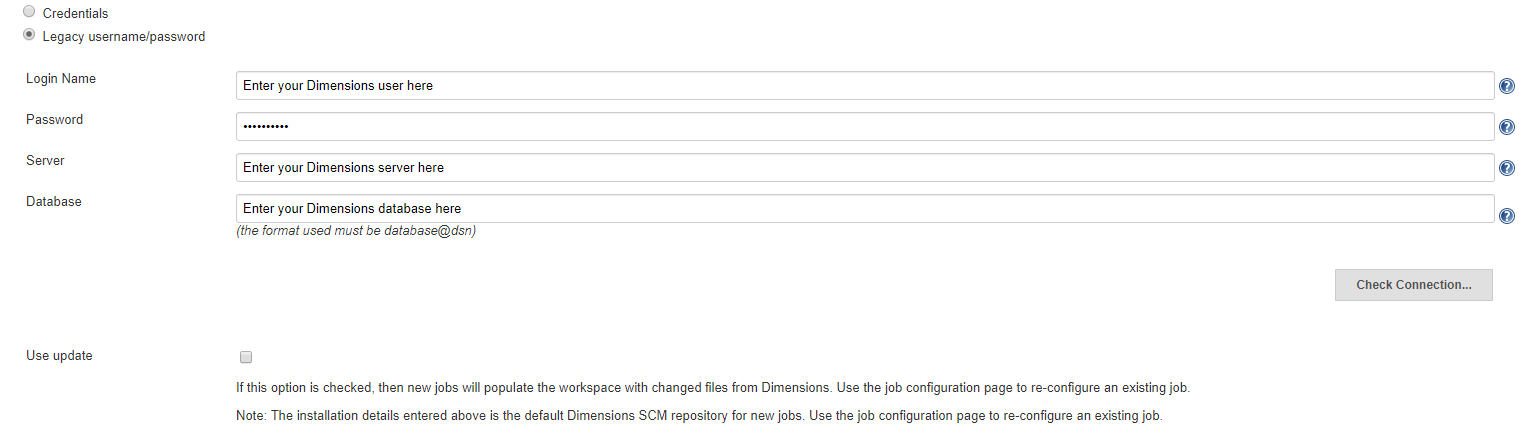 Credentials
Legacy username/password
Login Name
Enter your Dimensions user here
Password
••••••••••
Server
Enter your Dimensions server here
Database
Enter your Dimensions database here
(the format used must be database@dsn)
Check Connection...
Use update
If this option is checked, then new jobs will populate the workspace with changed files from Dimensions. Use the job configuration page to re-configure an existing job.
Note: The installation details entered above is the default Dimensions SCM repository for new jobs. Use the job configuration page to re-configure an existing job.